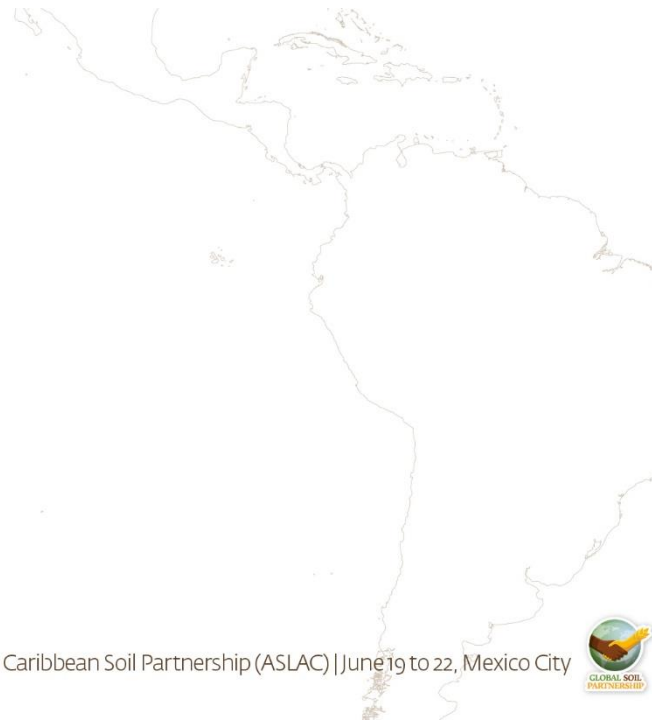 Caribbean Soil Partnership (ASLAC) | June 19 to 22, Mexico City
GLOBAL SOIL
PARTNERSHIP